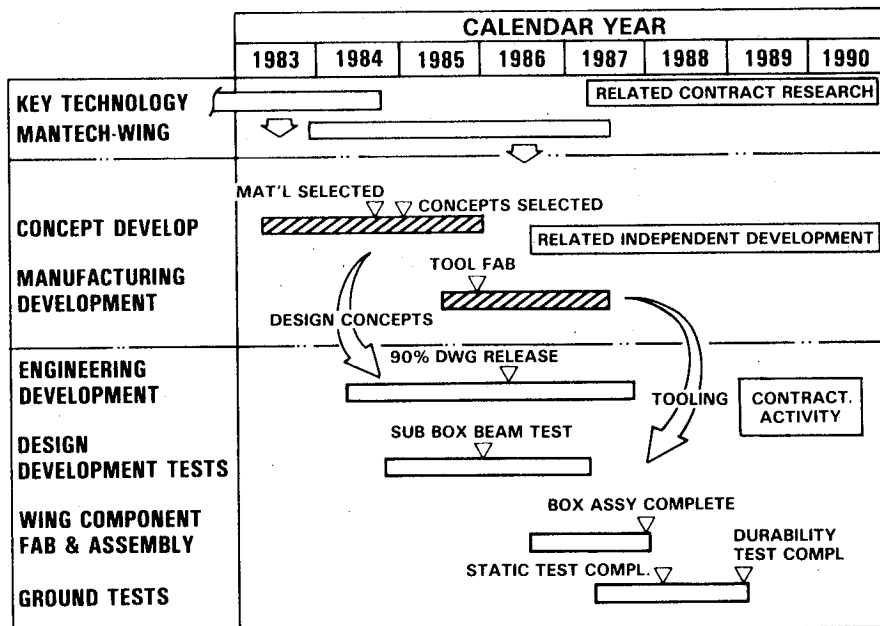 CALENDAR YEAR
1983 1984 1985 1986 1987 1988 1989 1990
KEY TECHNOLOGY
RELATED CONTRACT RESEARCH
MANTECH-WING
MAT'L SELECTED
CONCEPTS SELECTED
CONCEPT DEVELOP
RELATED INDEPENDENT DEVELOPMENT
MANUFACTURING
DEVELOPMENT
TOOL FAB
DESIGN CONCEPTS
ENGINEERING
DEVELOPMENT
90% DWG RELEASE
TOOLING
CONTRACT.
ACTIVITY
DESIGN
DEVELOPMENT TESTS
SUB BOX BEAM TEST
WING COMPONENT
FAB & ASSEMBLY
BOX ASSY COMPLETE
DURABILITY
TEST COMPL
STATIC TEST COMPL.
GROUND TESTS